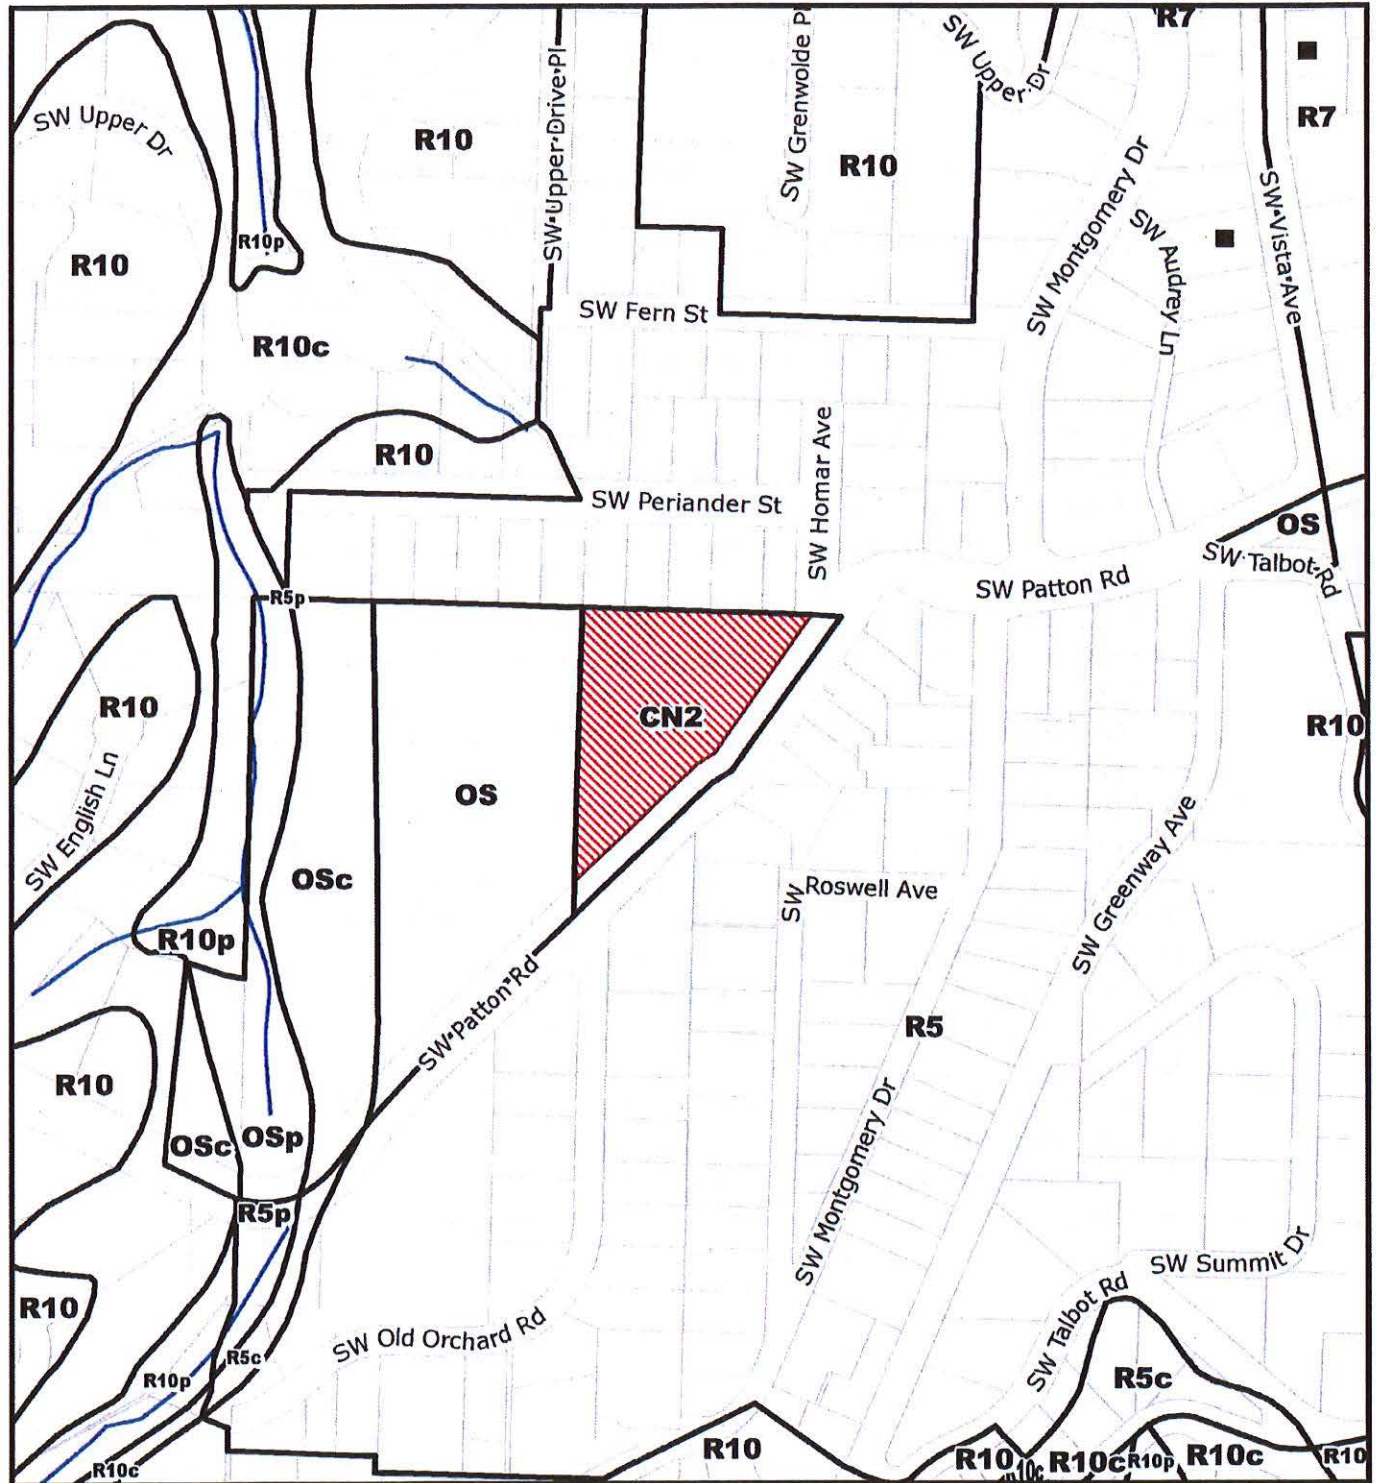 R7
SW Upper Dr
SW Grenwolde Pl
SW Upper Drive Pl
R7
SW Upper Dr
R10
R10
SW Montgomery Dr
SW Vista Ave
SW Audrey Ln
R10p
R10
SW Fern St
R10c
R10
SW Periander St
SW Homar Ave
OS
SW Talbot Rd
SW Patton Rd
R5p
R10
CN2
R10
OS
SW English Ln
OSc
SW Roswell Ave
SW Greenway Ave
R10p
SW Patton Rd
R5
R10
OSc
OSp
SW Montgomery Dr
R5p
SW Summit Dr
R10
SW Talbot Rd
SW Old Orchard Rd
R5c
R10p
R5c
R10
R10
R10c
R10c
R10p
R10c
R10
R10c